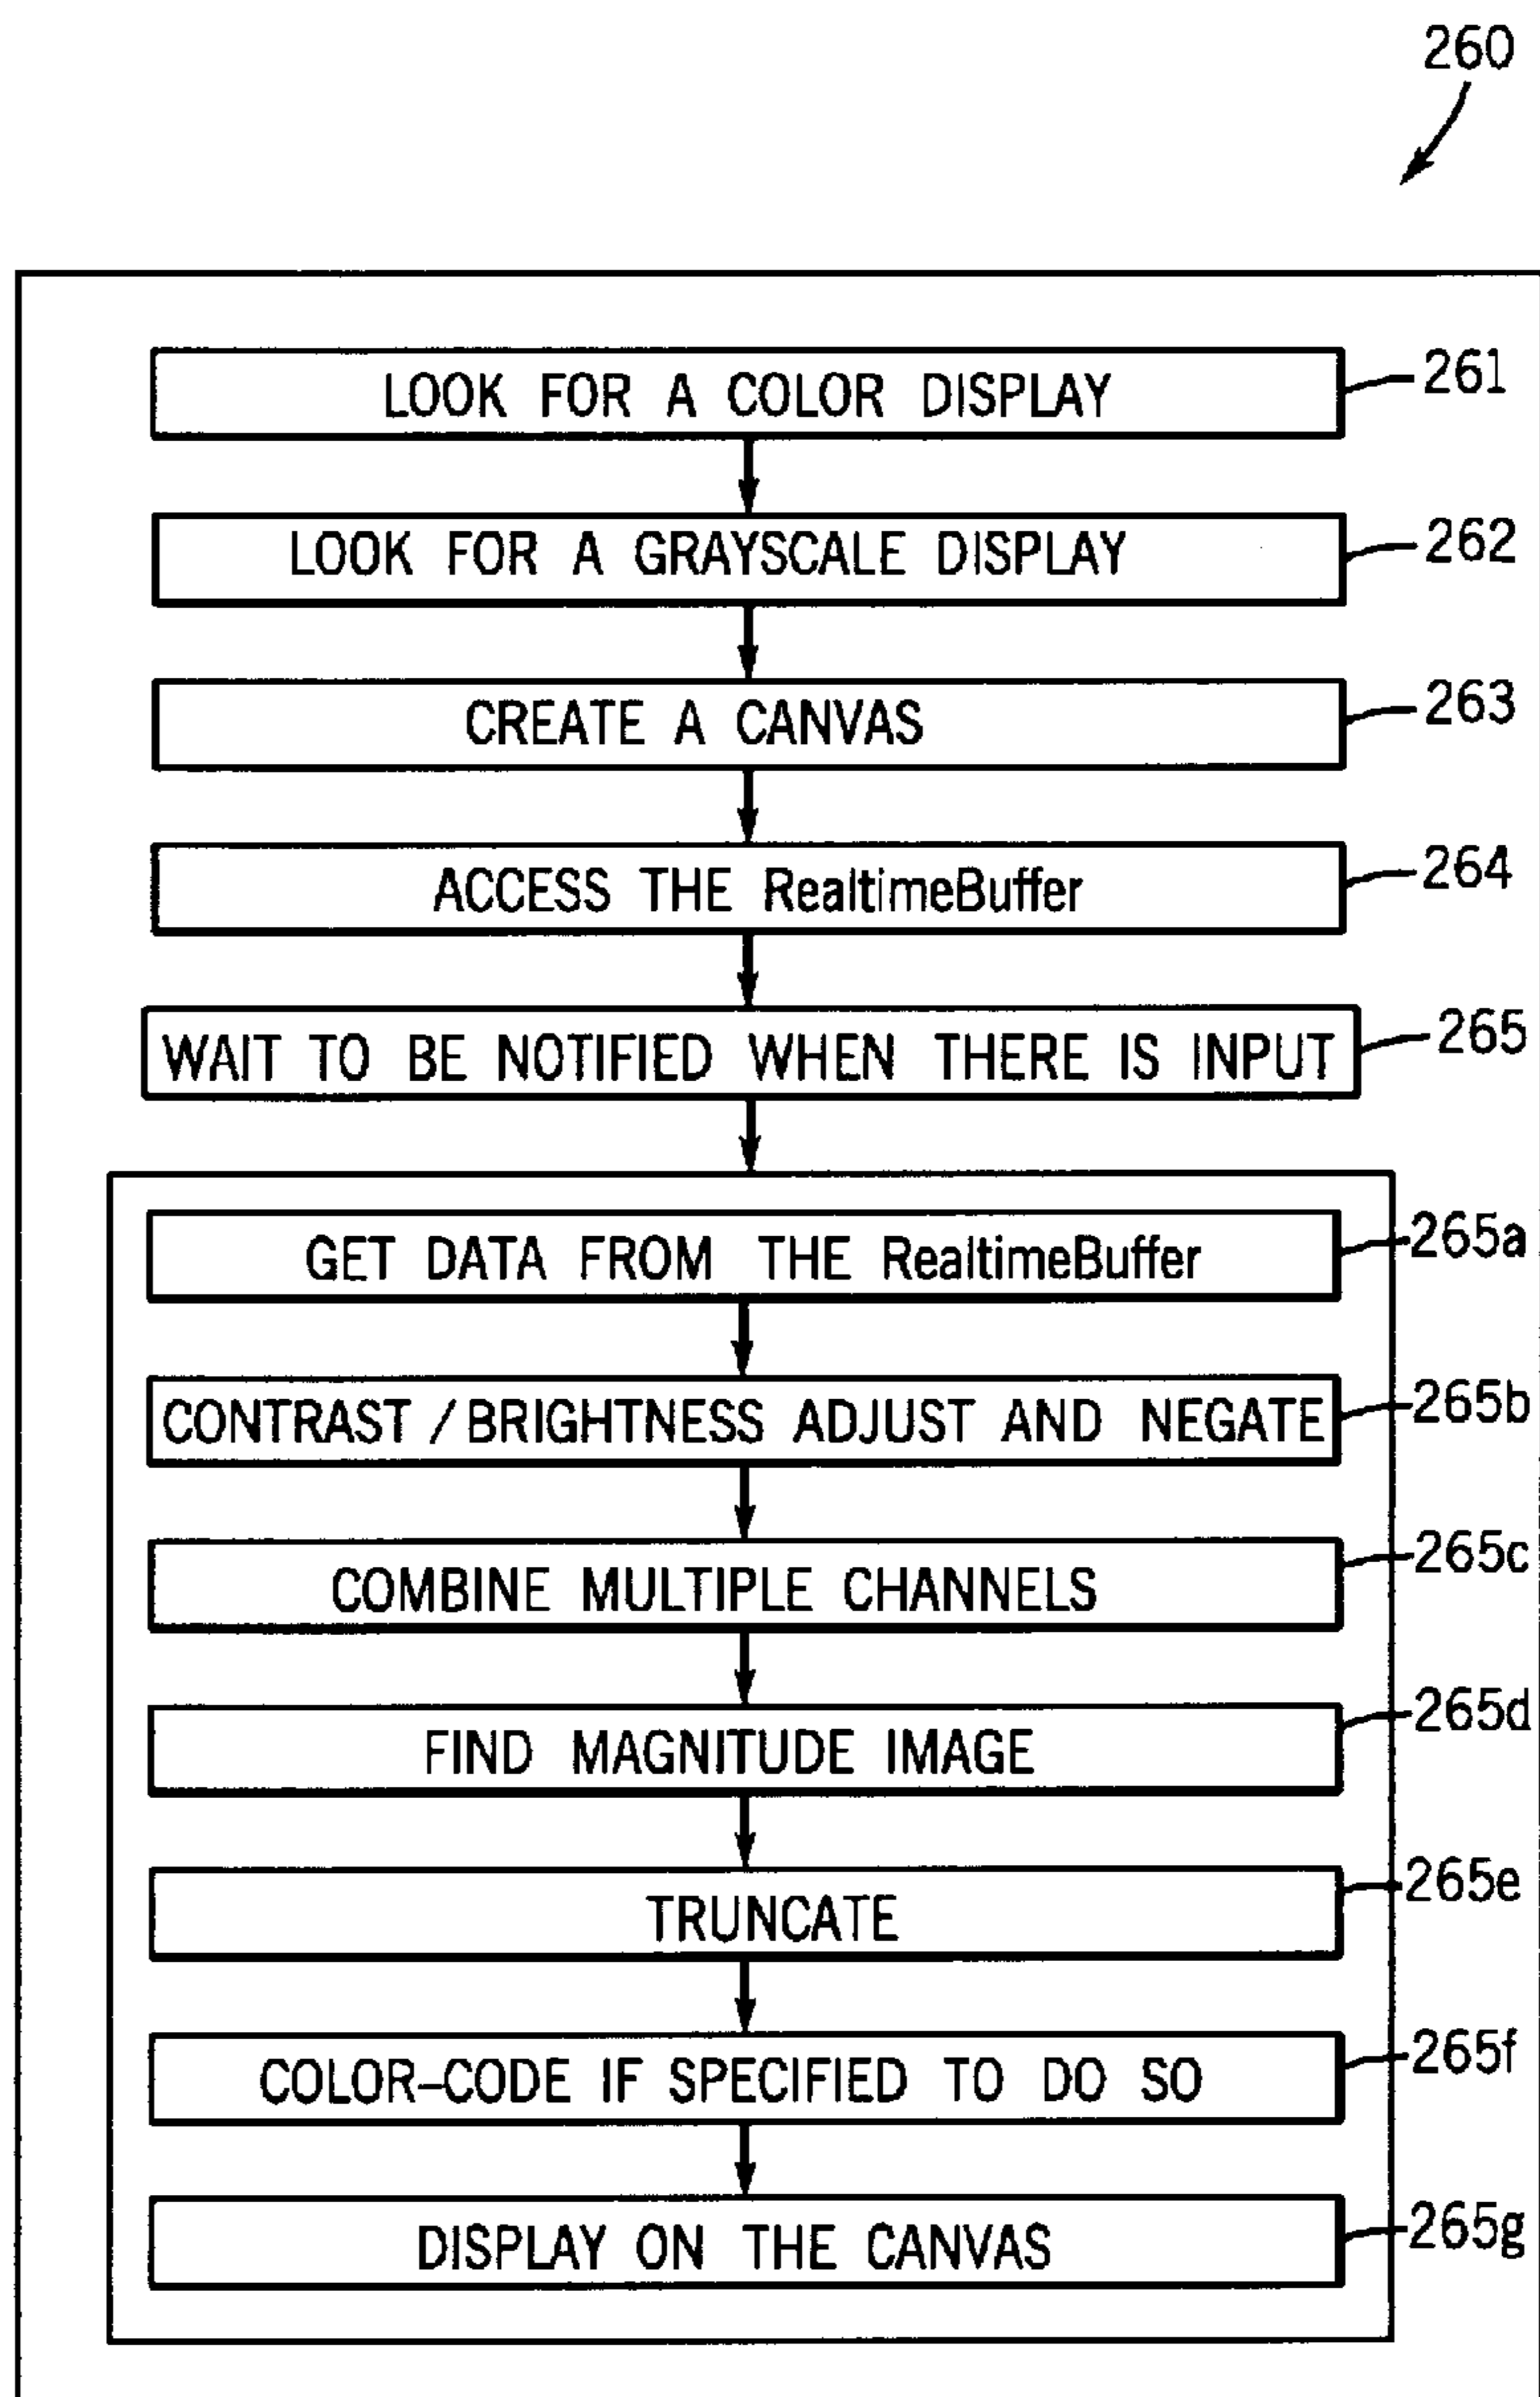 260
LOOK FOR A COLOR DISPLAY 261
LOOK FOR A GRAYSCALE DISPLAY 262
CREATE A CANVAS 263
ACCESS THE RealtimeBuffer 264
WAIT TO BE NOTIFIED WHEN THERE IS INPUT 265
GET DATA FROM THE RealtimeBuffer 265a
CONTRAST / BRIGHTNESS ADJUST AND NEGATE 265b
COMBINE MULTIPLE CHANNELS 265c
FIND MAGNITUDE IMAGE 265d
TRUNCATE 265e
COLOR-CODE IF SPECIFIED TO DO SO 265f
DISPLAY ON THE CANVAS 265g